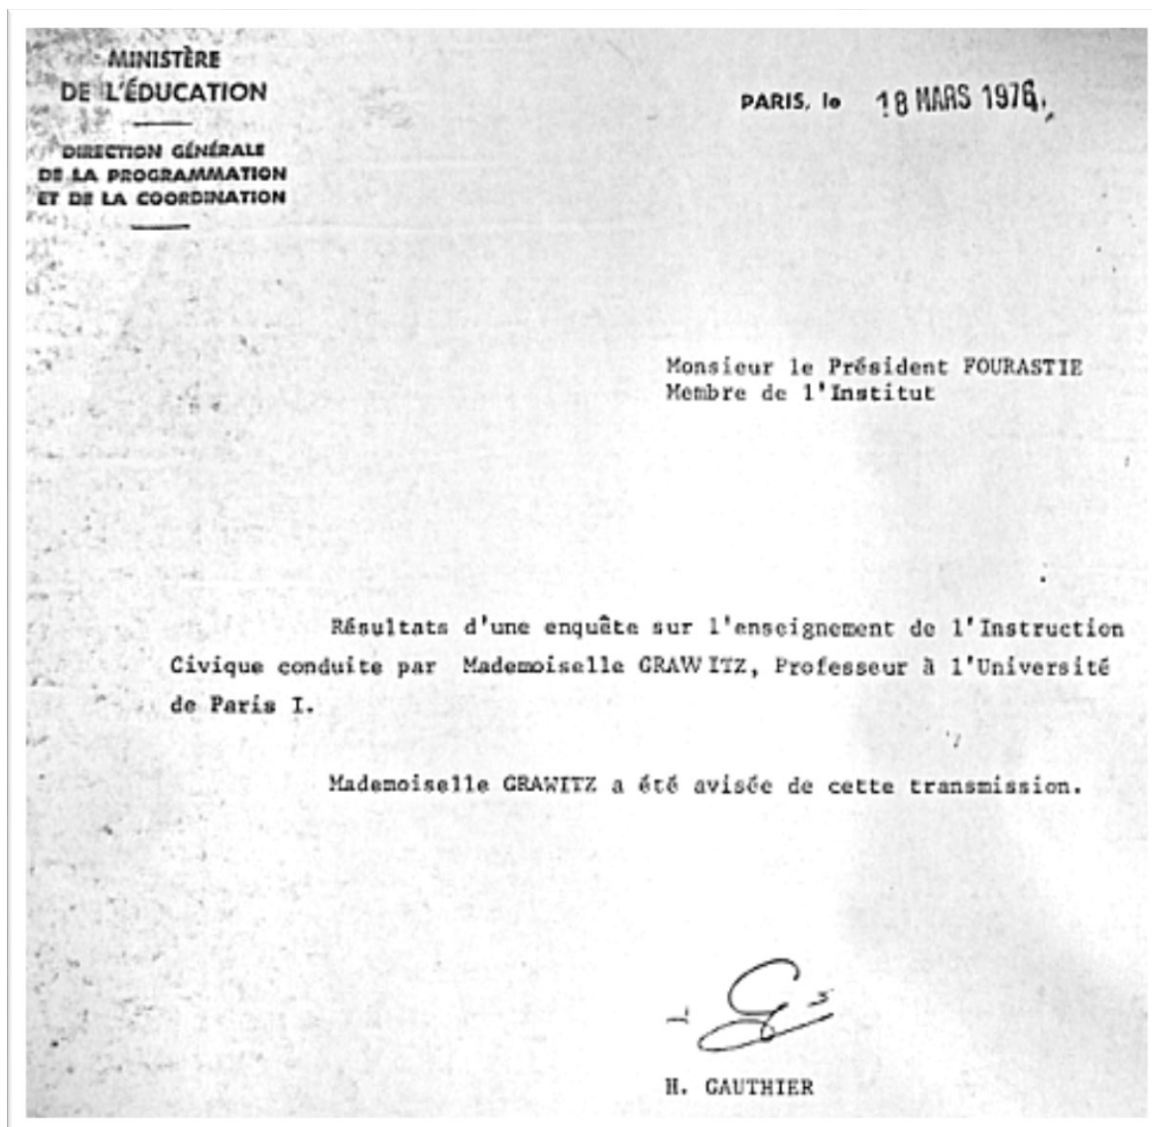 MINISTÈRE
DE L'ÉDUCATION
DIRECTION GÉNÉRALE
DE LA PROGRAMMATION
ET DE LA COORDINATION
PARIS, le 18 MARS 1976,
Monsieur le Président FOURASTIE
Membre de l'Institut
Résultats d'une enquête sur l'enseignement de l'Instruction
Civique conduite par Mademoiselle GRAWITZ, Professeur à l'Université
de Paris I.
Mademoiselle GRAWITZ a été avisée de cette transmission.
H. GAUTHIER